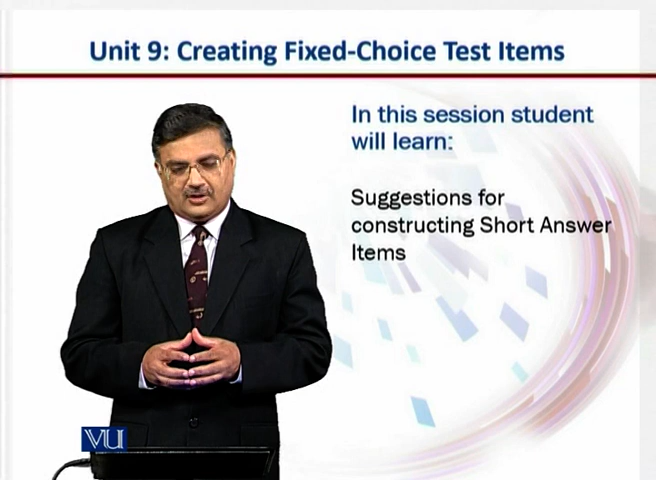 Unit 9: Creating Fixed-Choice Test Items
In this session student
will learn:
Suggestions for
constructing Short Answer
Items
VU